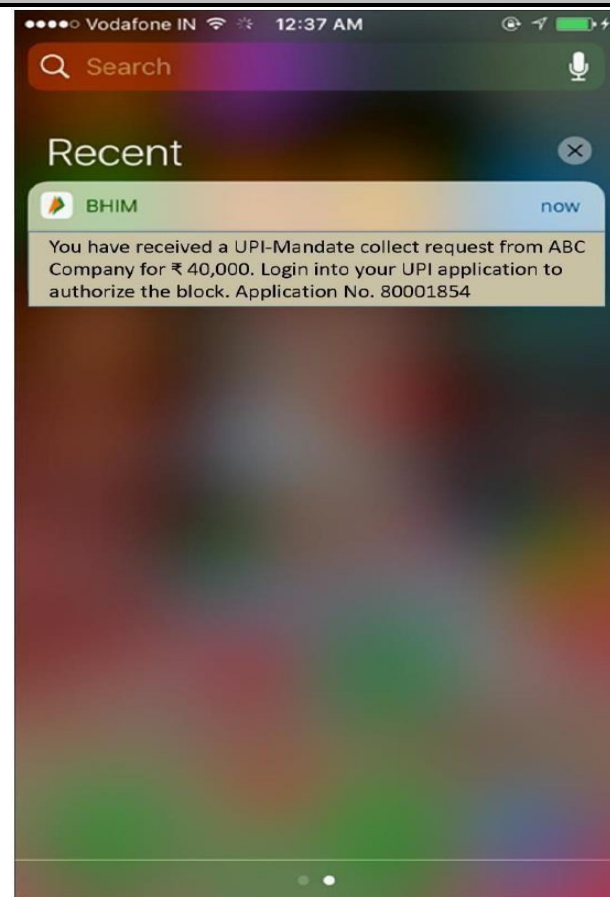 Vodafone IN 12:37 AM
Search
Recent
BHIM now
You have received a UPI-Mandate collect request from ABC
Company for ₹ 40,000. Login into your UPI application to
authorize the block. Application No. 80001854